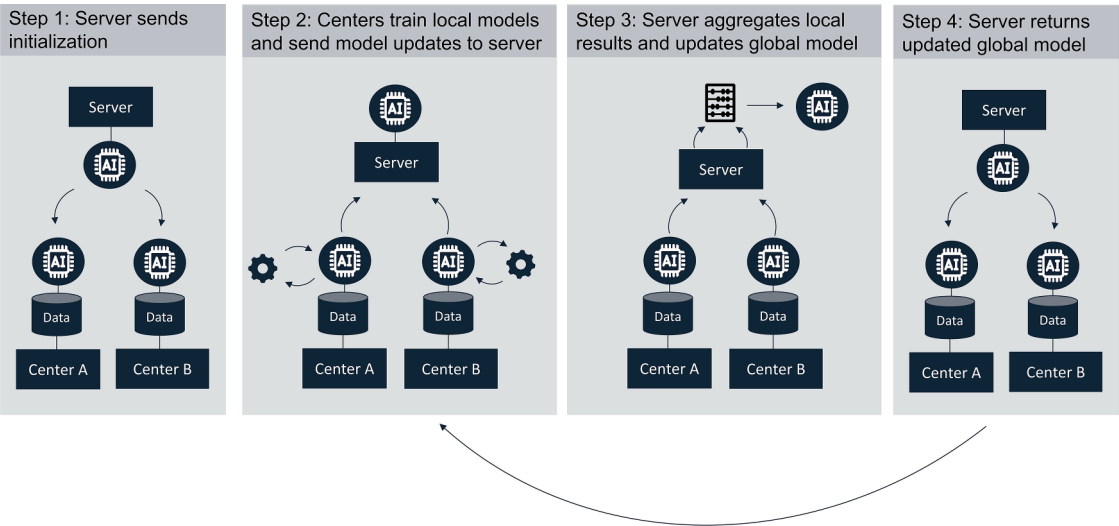 Step 1: Server sends
initialization
Server
AI
AI
AI
Data
Data
Center A
Center B
Step 2: Centers train local models
and send model updates to server
AI
Server
AI
AI
Data
Data
Center A
Center B
Step 3: Server aggregates local
results and updates global model
AI
Server
AI
AI
Data
Data
Center A
Center B
Step 4: Server returns
updated global model
Server
AI
AI
AI
Data
Data
Center A
Center B